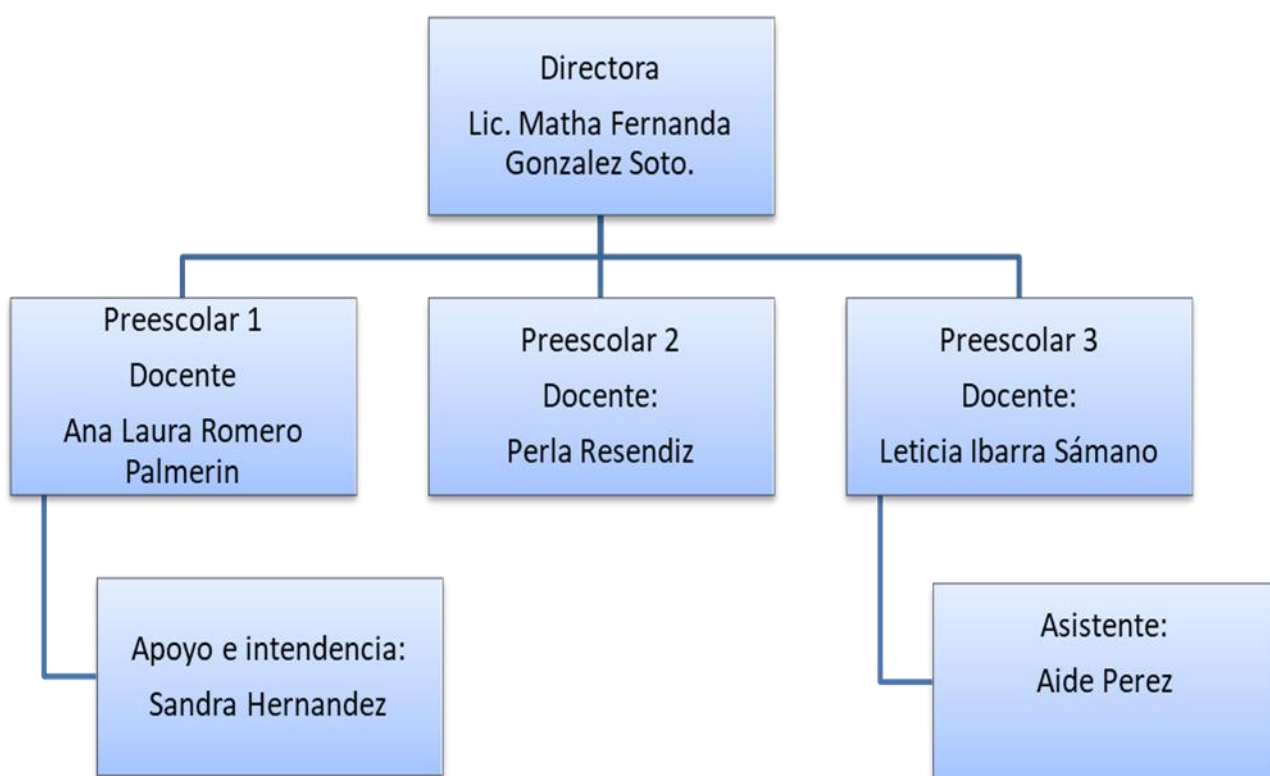 Directora
Lic. Matha Fernanda
Gonzalez Soto.
Preescolar 1
Docente
Ana Laura Romero
Palmerin
Preescolar 2
Docente:
Perla Resendiz
Preescolar 3
Docente:
Leticia Ibarra Sámano
Apoyo e intendencia:
Sandra Hernandez
Asistente:
Aide Perez